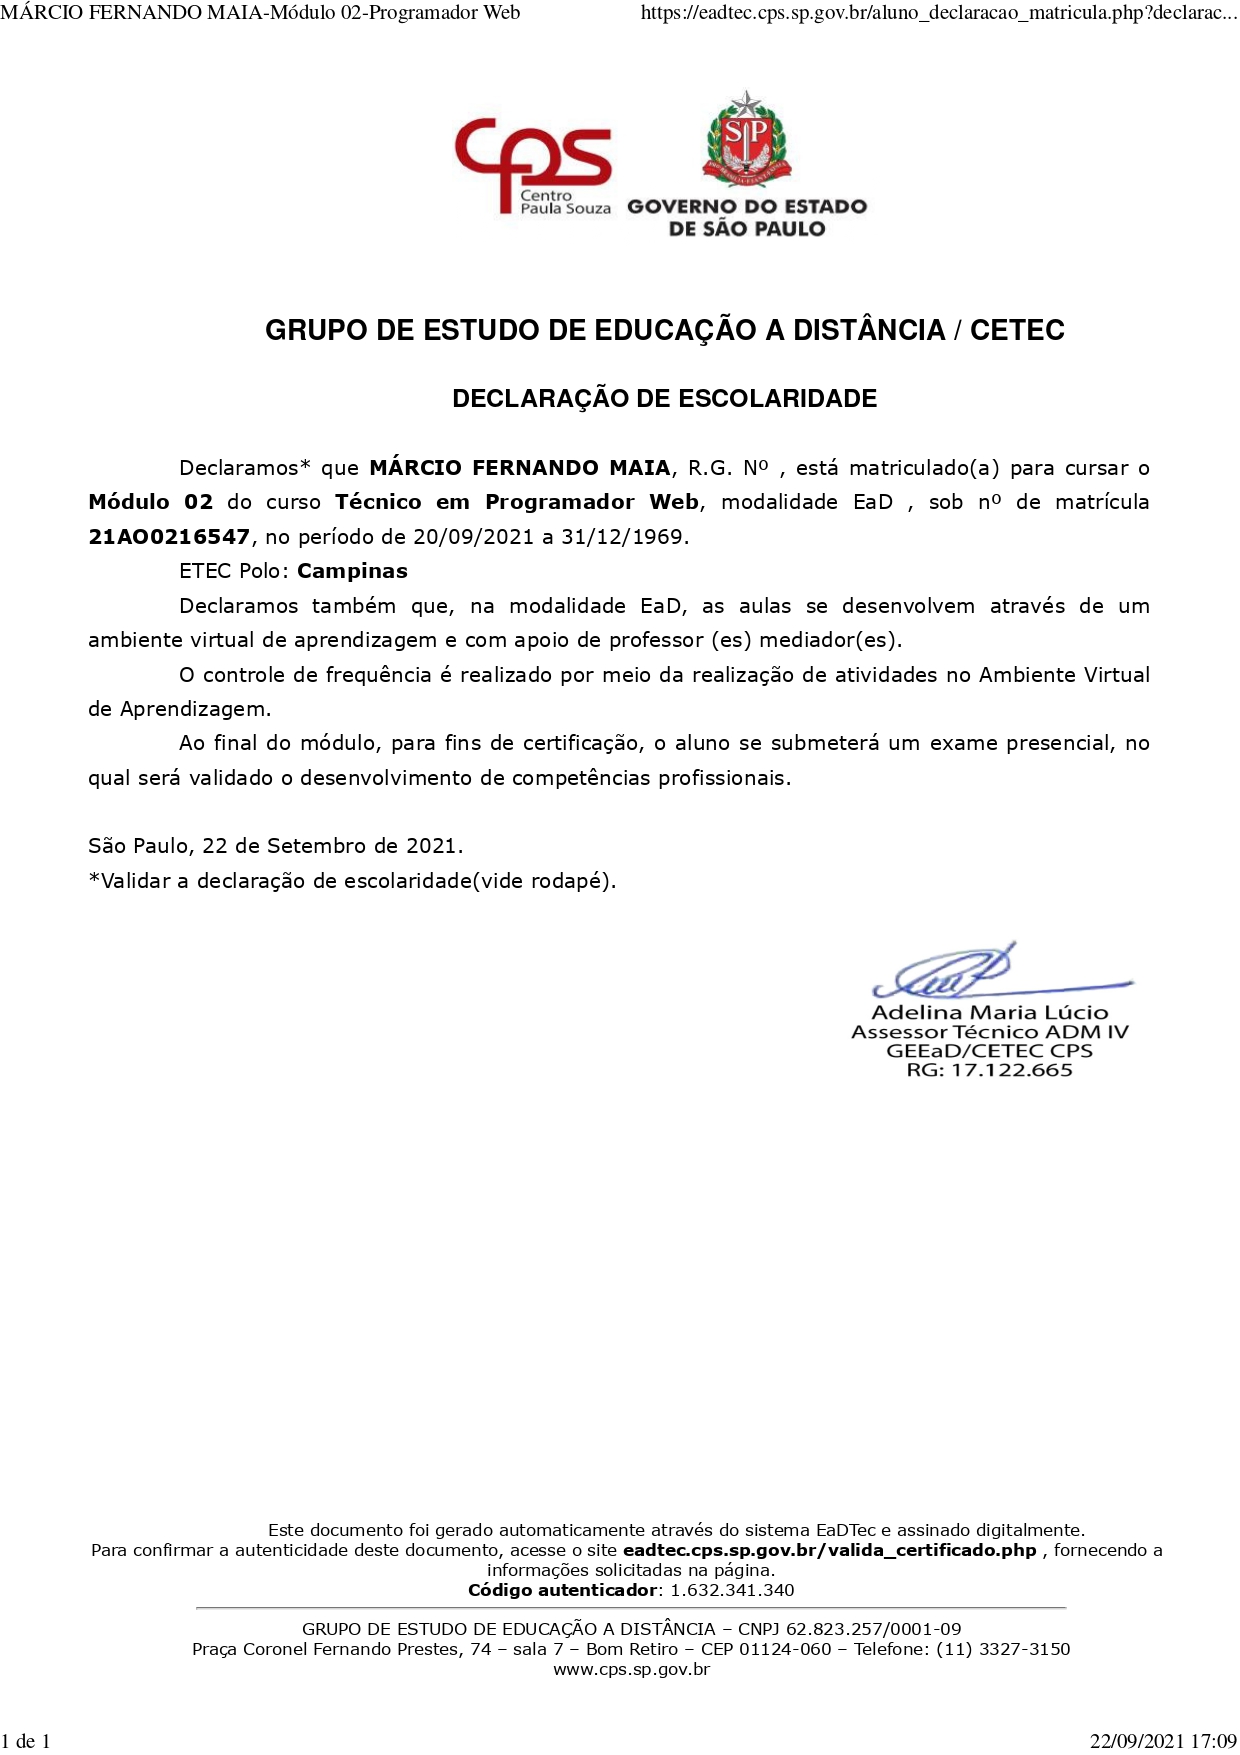 MÁRCIO FERNANDO MAIA-Módulo 02-Programador Web
https://eadtec.cps.sp.gov.br/aluno_declaracao_matricula.php?declarac...
cps
Centro
Paula Souza
SP
GOVERNO DO ESTADO
DE SÃO PAULO
GRUPO DE ESTUDO DE EDUCAÇÃO A DISTÂNCIA / CETEC
DECLARAÇÃO DE ESCOLARIDADE
Declaramos* que MÁRCIO FERNANDO MAIA, R.G. Nº , está matriculado(a) para cursar o
Módulo 02 do curso Técnico em Programador Web, modalidade EaD , sob nº de matrícula
21AO0216547, no período de 20/09/2021 a 31/12/1969.
ETEC Polo: Campinas
Declaramos também que, na modalidade EaD, as aulas se desenvolvem através de um
ambiente virtual de aprendizagem e com apoio de professor (es) mediador(es).
O controle de frequência é realizado por meio da realização de atividades no Ambiente Virtual
de Aprendizagem.
Ao final do módulo, para fins de certificação, o aluno se submeterá um exame presencial, no
qual será validado o desenvolvimento de competências profissionais.
São Paulo, 22 de Setembro de 2021.
*Validar a declaração de escolaridade(vide rodapé).
Adelina Maria Lúcio
Assessor Técnico ADM IV
GEEaD/CETEC CPS
RG: 17.122.665
Este documento foi gerado automaticamente através do sistema EaDTec e assinado digitalmente.
Para confirmar a autenticidade deste documento, acesse o site eadtec.cps.sp.gov.br/valida_certificado.php , fornecendo a
informações solicitadas na página.
Código autenticador: 1.632.341.340
GRUPO DE ESTUDO DE EDUCAÇÃO A DISTÂNCIA – CNPJ 62.823.257/0001-09
Praça Coronel Fernando Prestes, 74 – sala 7 – Bom Retiro – CEP 01124-060 – Telefone: (11) 3327-3150
www.cps.sp.gov.br
1 de 1
22/09/2021 17:09